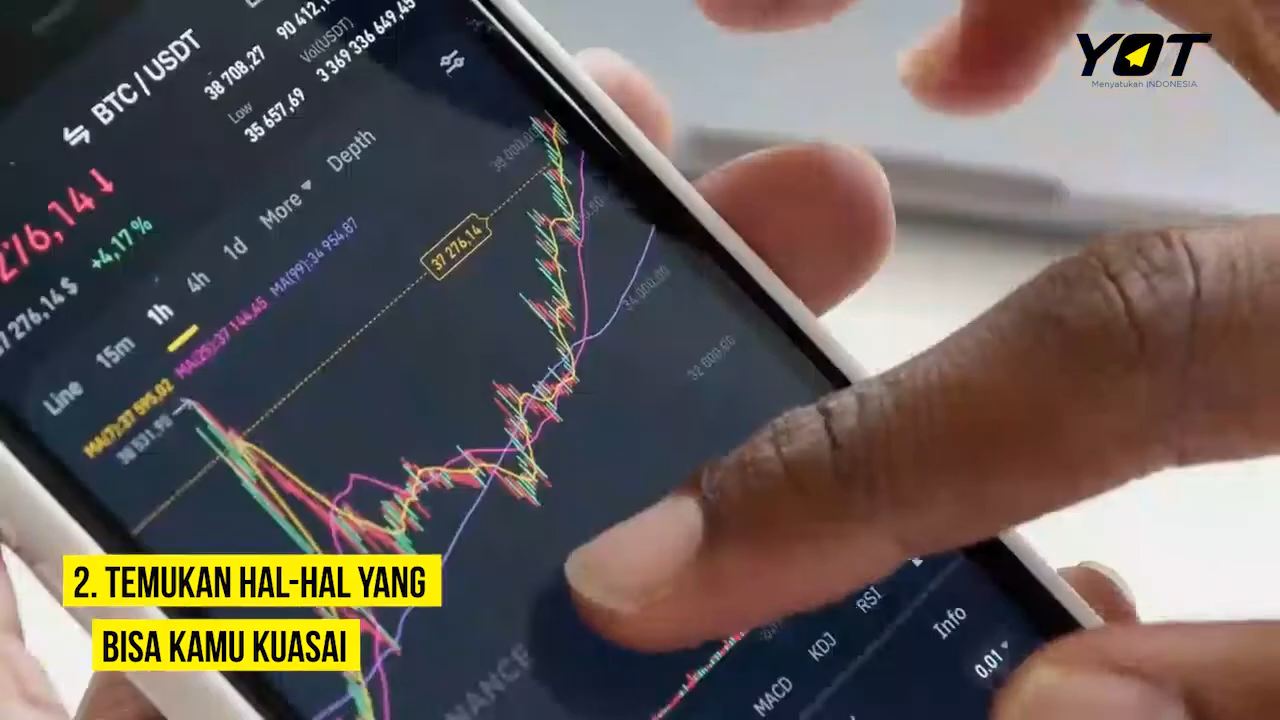 YOT
Menyatukan INDONESIA
BTC / USDT
38 708,27
90 412,1
Vol(USDT)
Low
35 657,69
3 369 336 649,45
276,14↓
37 276,14 $
+4,17 %
Line
15m
1h
4h
1d
More
Depth
MA(7):37 595,02
MA(25):37 144,45
MA(99):34 954,87
38 000,00
37 276,14
34 000,00
32 000,00
2. TEMUKAN HAL-HAL YANG
BISA KAMU KUASAI
MACD
KDJ
RSI
Info
0.01